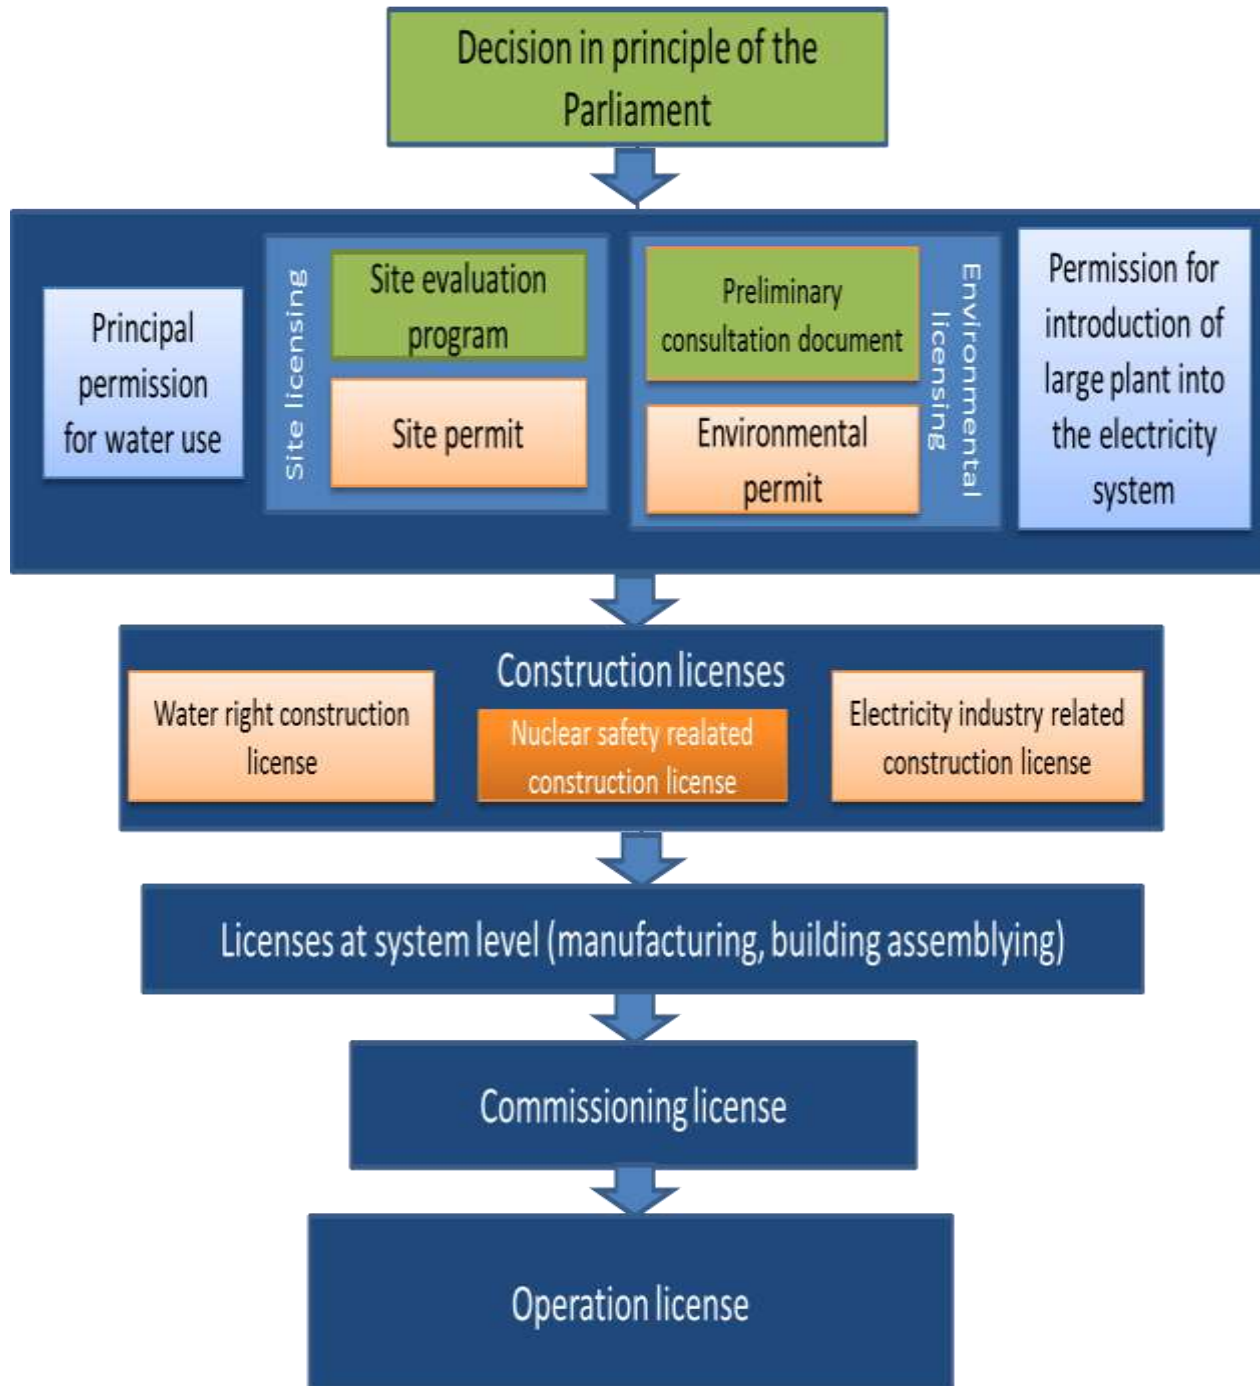 Decision in principle of the
Parliament
Principal
permission
for water use
Site licensing
Site evaluation
program
Site permit
Preliminary
consultation document
Environmental
permit
Environmental
licensing
Permission for
introduction of
large plant into
the electricity
system
Construction licenses
Water right construction
license
Nuclear safety realated
construction license
Electricity industry related
construction license
Licenses at system level (manufacturing, building assemblying)
Commissioning license
Operation license